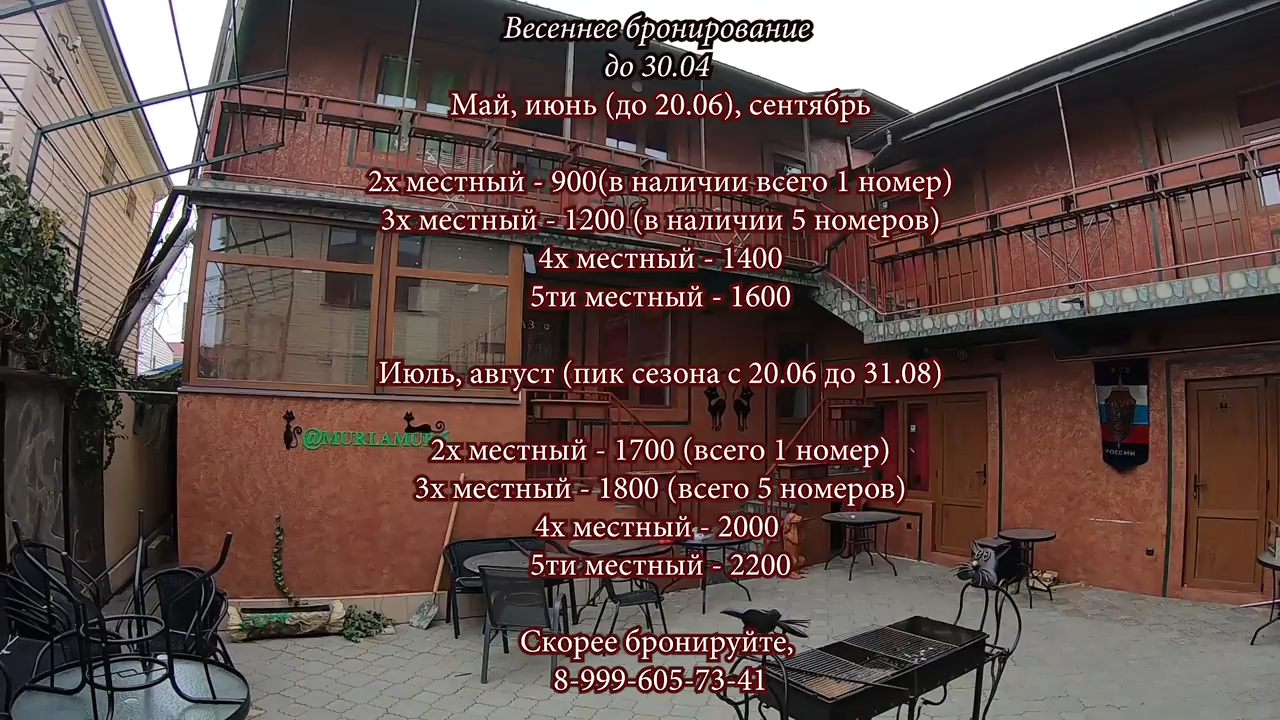 Весеннее бронирование
до 30.04
Май, июнь (до 20.06), сентябрь
2х местный - 900(в наличии всего 1 номер)
3х местный - 1200 (в наличии 5 номеров)
4х местный - 1400
5ти местный - 1600
Июль, август (пик сезона с 20.06 до 31.08)
@MURLAMUR
2х местный - 1700 (всего 1 номер)
3х местный - 1800 (всего 5 номеров)
4х местный - 2000
5ти местный - 2200
РОССИИ
Скорее бронируйте,
8-999-605-73-41